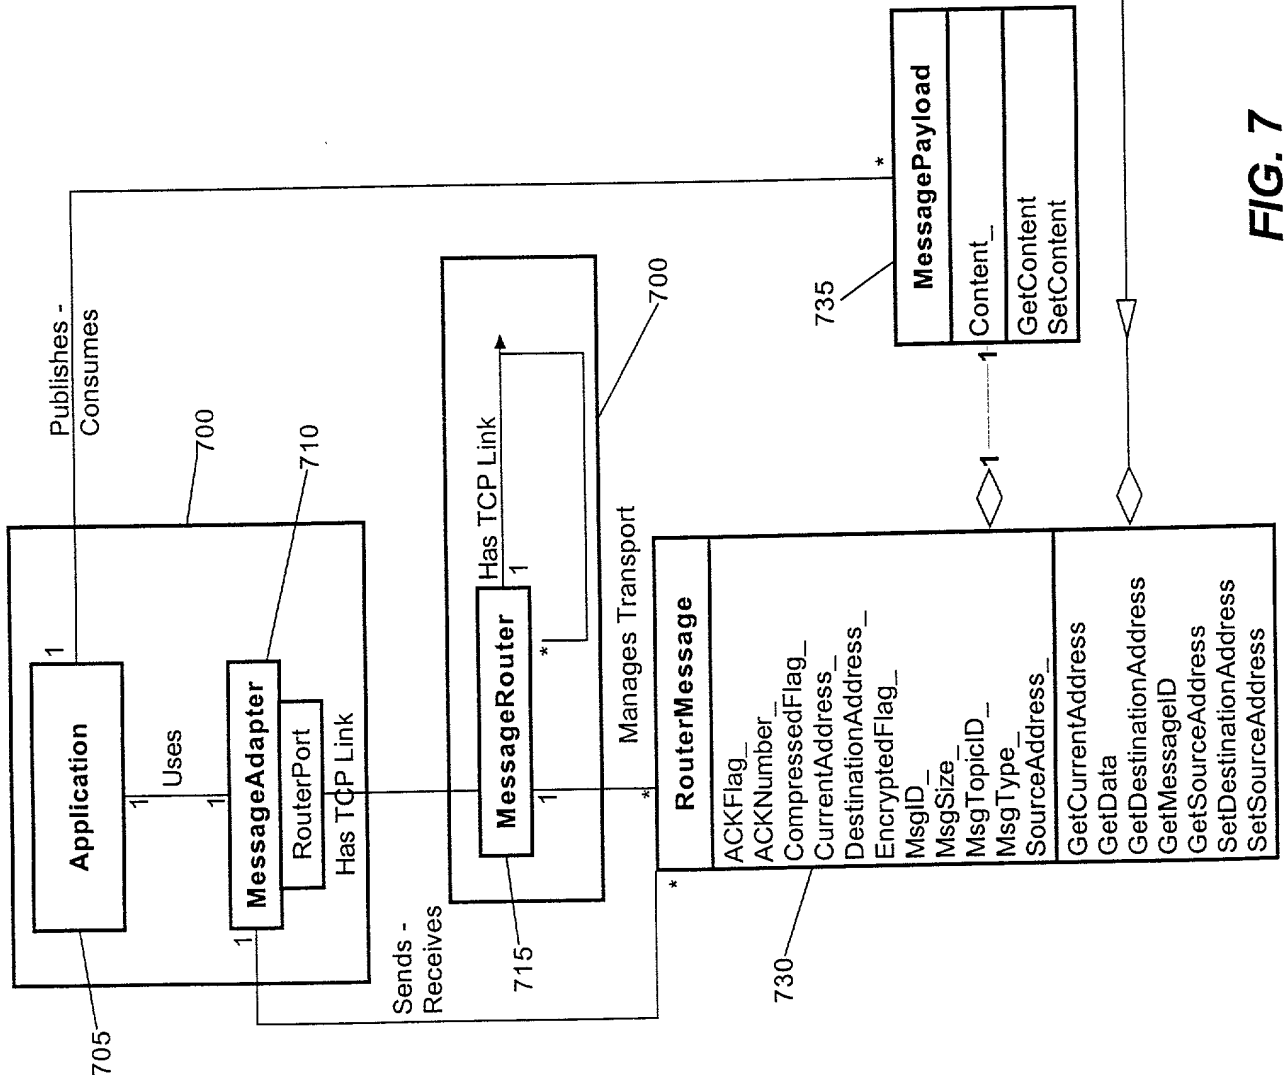 Publishes -
Consumes
1
*
700
710
Application
1
Uses
1
MessageAdapter
RouterPort
Has TCP Link
1
705
Sends -
Receives
*
Has TCP Link
1
MessageRouter
*
1
700
715
Manages Transport
*
RouterMessage
ACKFlag_
ACKNumber_
CompressedFlag_
CurrentAddress_
DestinationAddress_
EncryptedFlag_
MsgID_
MsgSize_
MsgTopicID_
MsgType_
SourceAddress_
GetCurrentAddress
GetData
GetDestinationAddress
GetMessageID
GetSourceAddress
SetDestinationAddress
SetSourceAddress
730
1
1
735
MessagePayload
Content_
GetContent
SetContent
FIG. 7